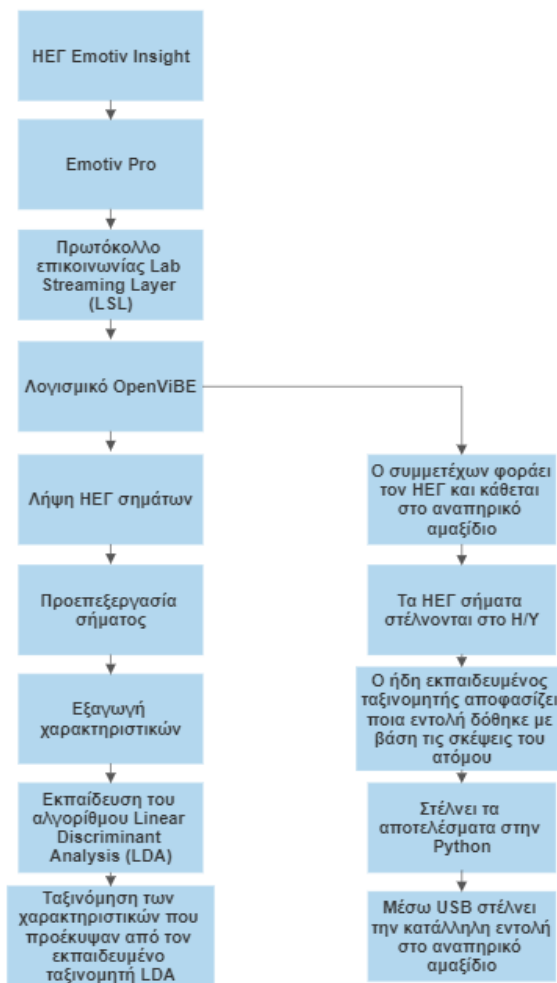 ΗΕΓ Emotiv Insight
Emotiv Pro
Πρωτόκολλο
επικοινωνίας Lab
Streaming Layer
(LSL)
Λογισμικό OpenViBE
Λήψη ΗΕΓ σημάτων
Προεπεξεργασία
σήματος
Εξαγωγή
χαρακτηριστικών
Εκπαίδευση του
αλγορίθμου Linear
Discriminant
Analysis (LDA)
Ταξινόμηση των
χαρακτηριστικών που
προέκυψαν από τον
εκπαιδευμένο
ταξινομητή LDA
Ο συμμετέχων φοράει
τον ΗΕΓ και κάθεται
στο αναπηρικό
αμαξίδιο
Τα ΗΕΓ σήματα
στέλνονται στο Η/Υ
Ο ήδη εκπαιδευμένος
ταξινομητής αποφασίζει
ποια εντολή δόθηκε με
βάση τις σκέψεις του
ατόμου
Στέλνει τα
αποτελέσματα στην
Python
Μέσω USB στέλνει
την κατάλληλη εντολή
στο αναπηρικό
αμαξίδιο